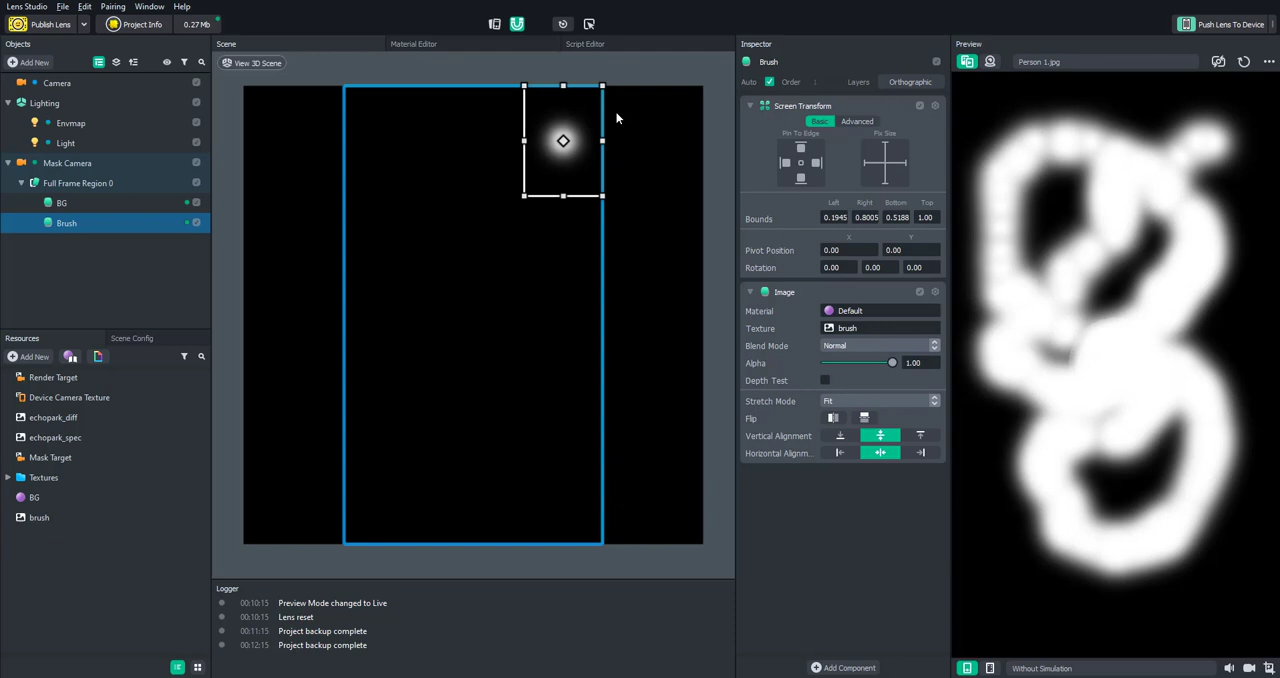 Lens Studio File Edit Pairing Window Help
Publish Lens Project Info 0.27 Mb Push Lens To Device
Objects Scene Material Editor Script Editor Inspector Preview
Add New View 3D Scene Brush Person 1.jpg
Camera
Lighting
Envmap
Light
Mask Camera
Full Frame Region 0
BG
Brush
Auto Order Layers Orthographic
Screen Transform
Basic Advanced
Pin To Edge Fix Size
Left Right Bottom Top
Bounds 0.1945 0.8005 0.5188 1.00
X Y
Pivot Position 0.00 0.00
Rotation 0.00 0.00 0.00
Image
Material Default
Texture brush
Blend Mode Normal
Alpha 1.00
Depth Test
Stretch Mode Fit
Flip
Vertical Alignment
Horizontal Alignm...
Add Component
Resources Scene Config
Add New
Render Target
Device Camera Texture
echopark_diff
echopark_spec
Mask Target
Textures
BG
brush
Logger
00:10:15 Preview Mode changed to Live
00:10:15 Lens reset
00:11:15 Project backup complete
00:12:15 Project backup complete
Without Simulation